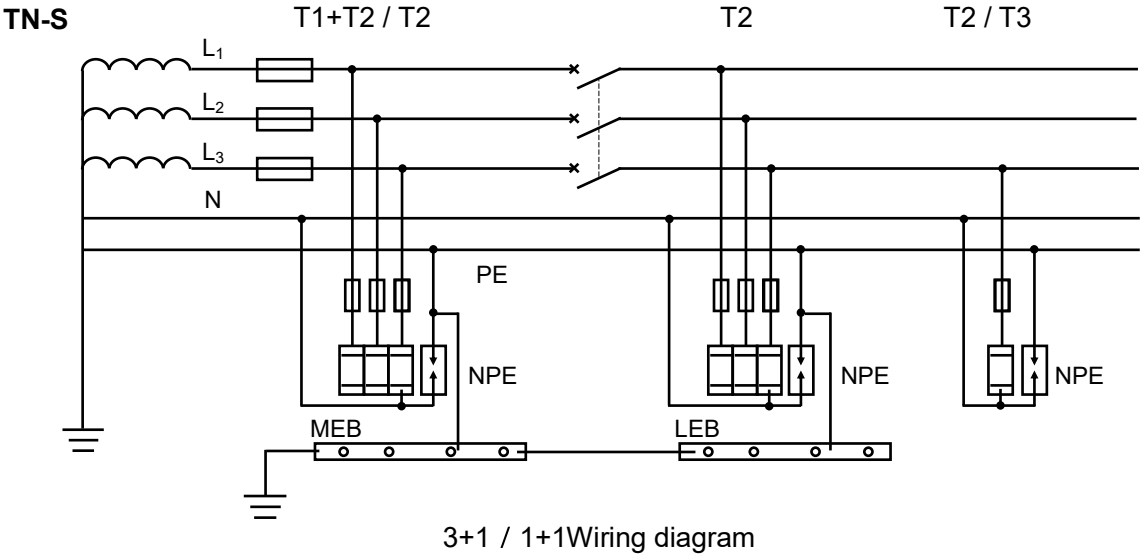 TN-S T1+T2 / T2 T2 T2 / T3
L1
L2
L3
N
PE
NPE NPE NPE
MEB LEB
3+1 / 1+1Wiring diagram